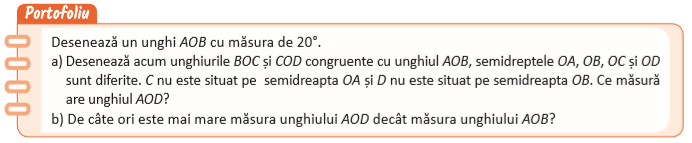 Portofoliu
Desenează un unghi AOB cu măsura de 20°.
a) Desenează acum unghiurile BOC și COD congruente cu unghiul AOB, semidreptele OA, OB, OC și OD
sunt diferite. C nu este situat pe semidreapta OA și D nu este situat pe semidreapta OB. Ce măsură
are unghiul AOD?
b) De câte ori este mai mare măsura unghiului AOD decât măsura unghiului AOB?